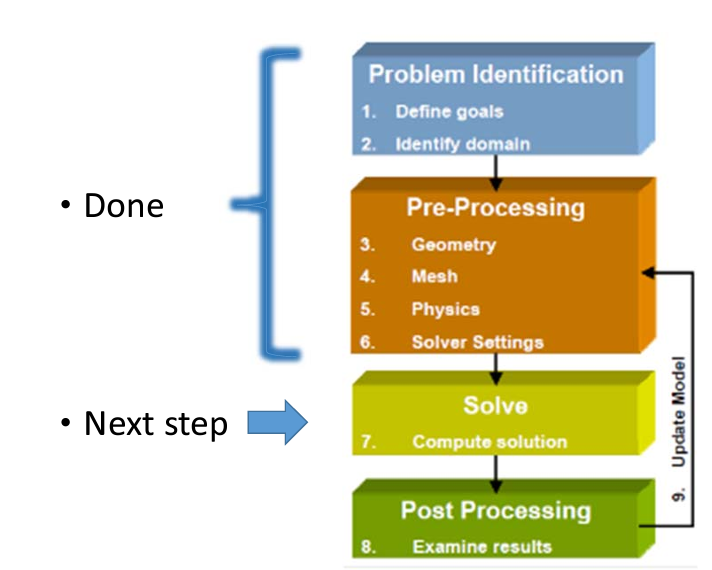 Problem Identification
1. Define goals
2. Identify domain
• Done
Pre-Processing
3. Geometry
4. Mesh
5. Physics
6. Solver Settings
• Next step
Solve
7. Compute solution
Post Processing
8. Examine results
9. Update Model